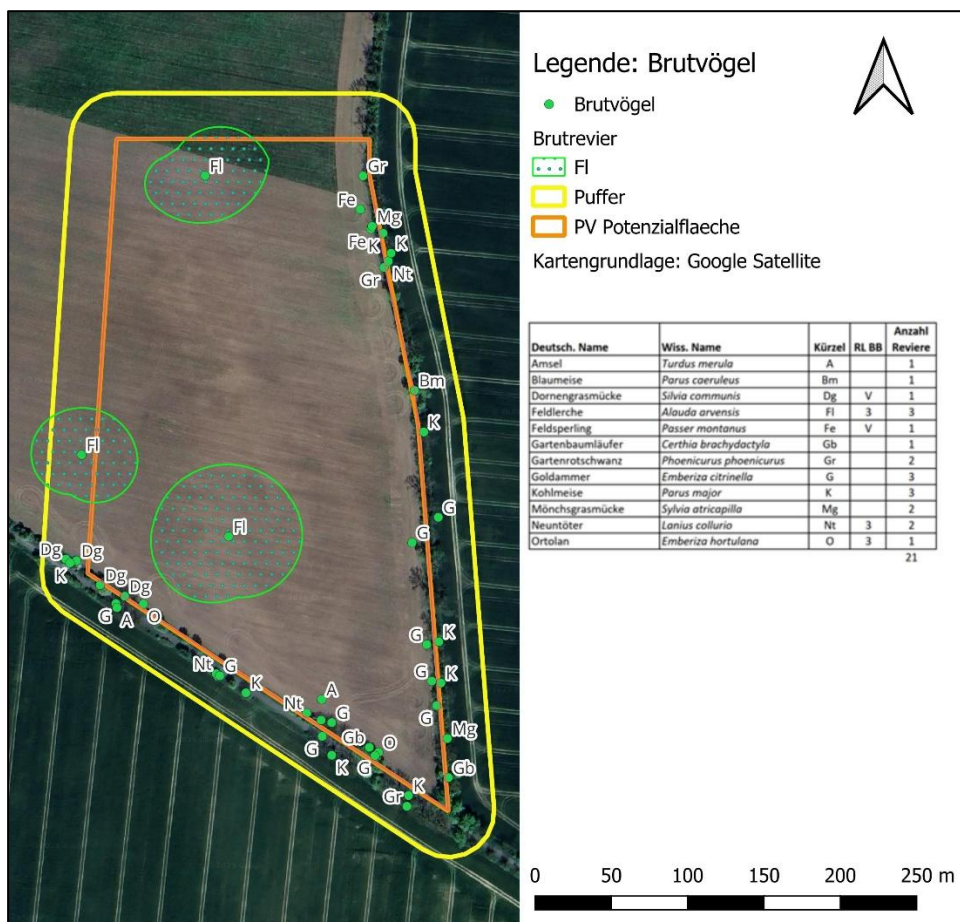 Legende: Brutvögel
Brutvögel
Brutrevier
Fl
Puffer
PV Potenzialflaeche
Kartengrundlage: Google Satellite
Deutsch. Name Wiss. Name Kürzel RL BB Anzahl Reviere
Amsel Turdus merula A 1
Blaumeise Parus caeruleus Bm 1
Dornengrasmücke Silvia communis Dg V 1
Feldlerche Alauda arvensis Fl 3 3
Feldsperling Passer montanus Fe V 1
Gartenbaumläufer Certhia brachydactyla Gb 1
Gartenrotschwanz Phoenicurus phoenicurus Gr 2
Goldammer Emberiza citrinella G 3
Kohlmeise Parus major K 3
Mönchsgrasmücke Sylvia atricapilla Mg 2
Neuntöter Lanius collurio Nt 3 2
Ortolan Emberiza hortulana O 3 1
21
0 50 100 150 200 250 m
Fl
Gr
Fe
Mg
Fe
K
K
Gr
Nt
Bm
K
Fl
G
Fl
G
Dg
Dg
K
Dg
Dg
G
A
O
G
K
Nt
G
G
K
K
A
G
Nt
G
Mg
Gb
O
G
K
G
Gb
K
Gr